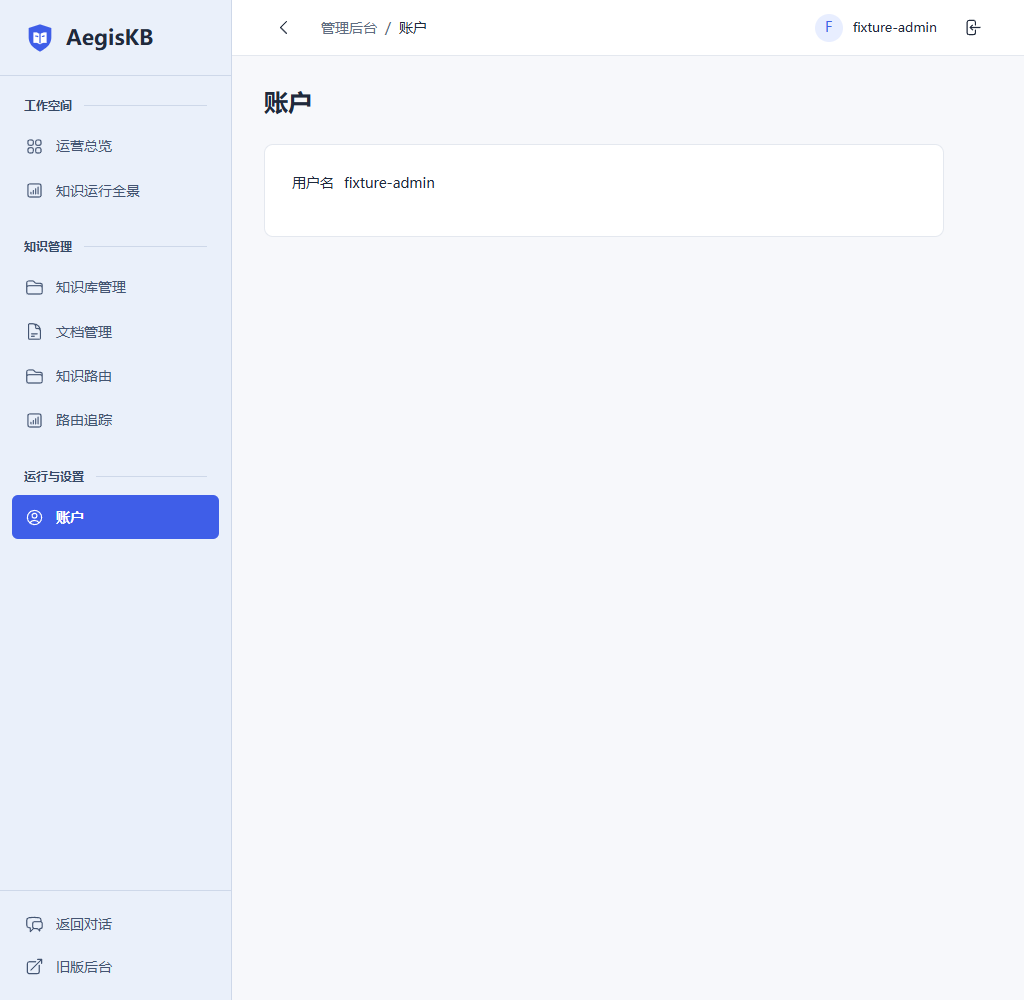 AegisKB
工作空间
运营总览
知识运行全景
知识管理
知识库管理
文档管理
知识路由
路由追踪
运行与设置
账户
返回对话
旧版后台
管理后台 / 账户
F fixture-admin
账户
用户名 fixture-admin